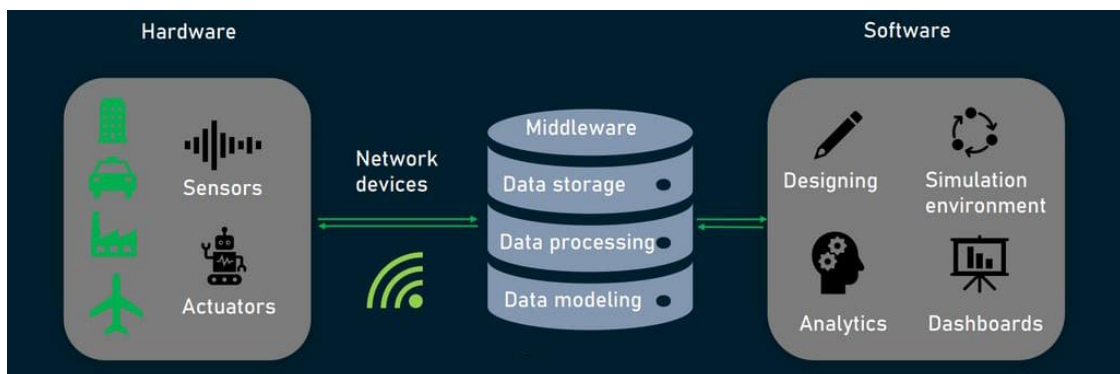 Hardware
Software
Sensors
Actuators
Network
devices
Middleware
Data storage
Data processing
Data modeling
Designing
Simulation
environment
Analytics
Dashboards